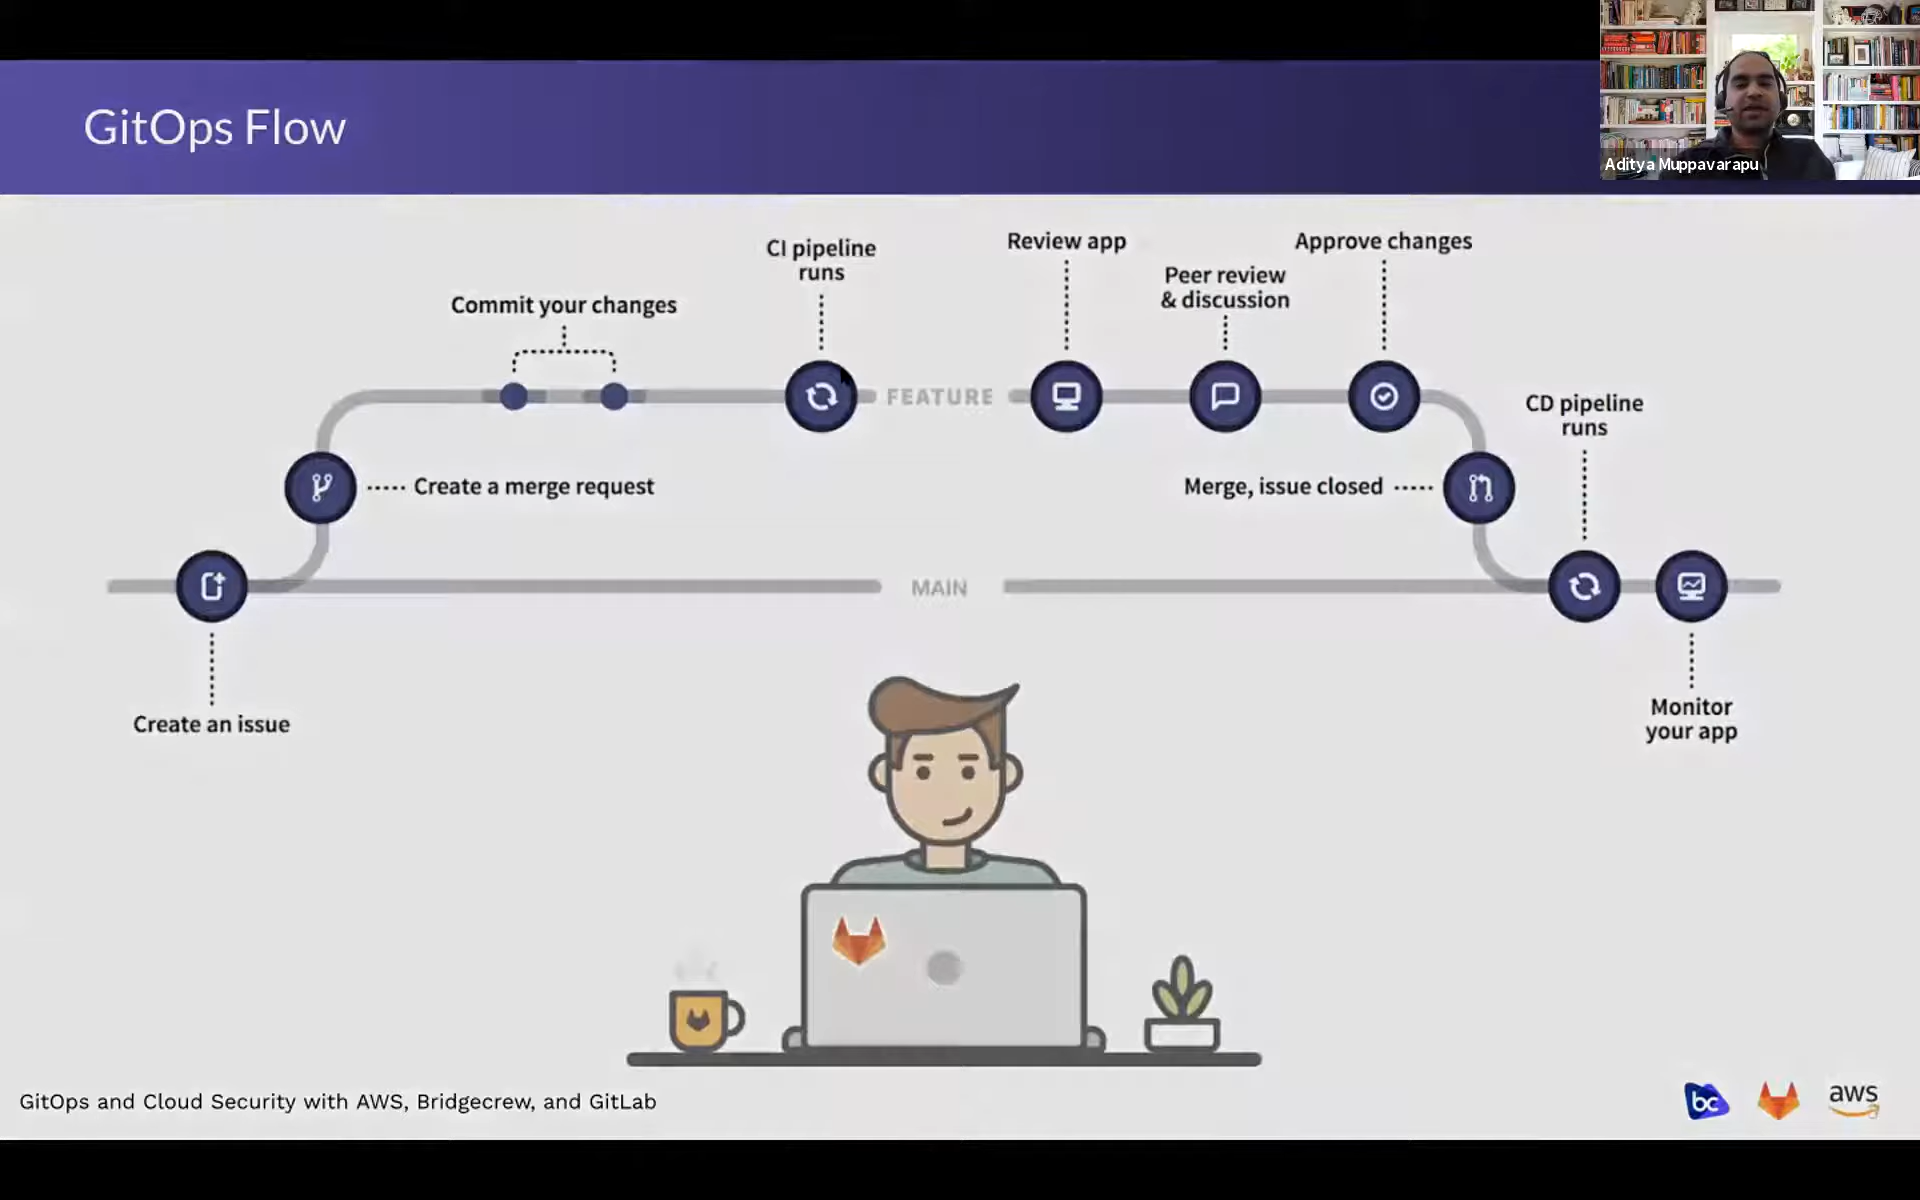 GitOps Flow
Aditya Muppavarapu
CI pipeline
runs
Review app
Approve changes
Peer review
& discussion
Commit your changes
FEATURE
CD pipeline
runs
Create a merge request
Merge, issue closed
MAIN
Create an issue
Monitor
your app
GitOps and Cloud Security with AWS, Bridgecrew, and GitLab
bc
aws